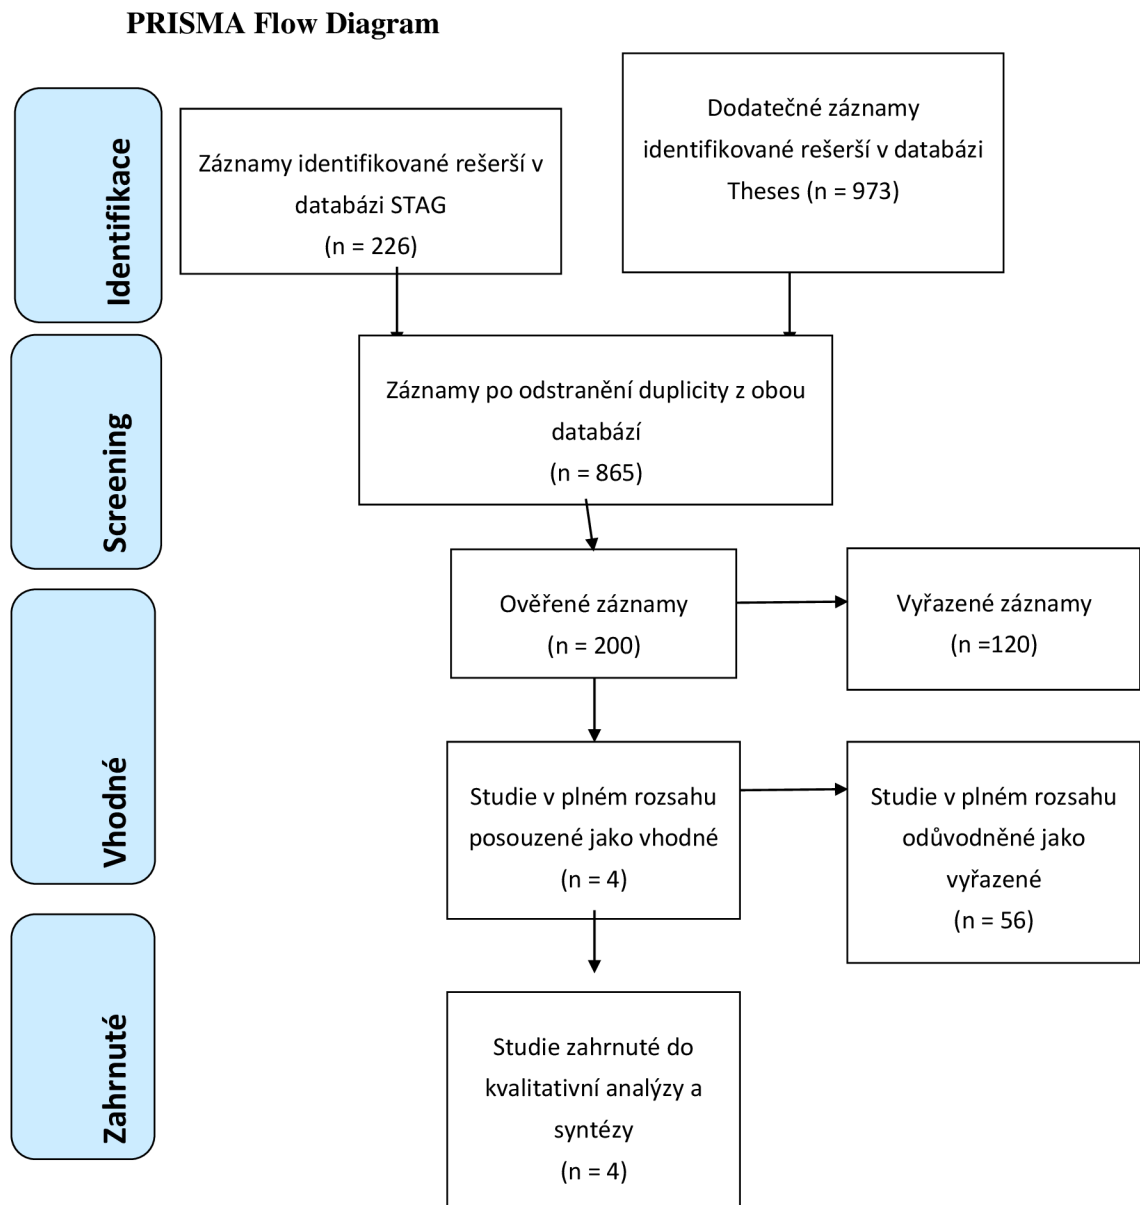 PRISMA Flow Diagram
Identifikace
Záznamy identifikované rešerší v
databázi STAG
(n = 226)
Dodatečné záznamy
identifikované rešerší v databázi
Theses (n = 973)
Screening
Záznamy po odstranění duplicity z obou
databází
(n = 865)
Ověřené záznamy
(n = 200)
Vyřazené záznamy
(n =120)
Vhodné
Studie v plném rozsahu
posouzené jako vhodné
(n = 4)
Studie v plném rozsahu
odůvodněné jako
vyřazené
(n = 56)
Zahrnuté
Studie zahrnuté do
kvalitativní analýzy a
syntézy
(n = 4)